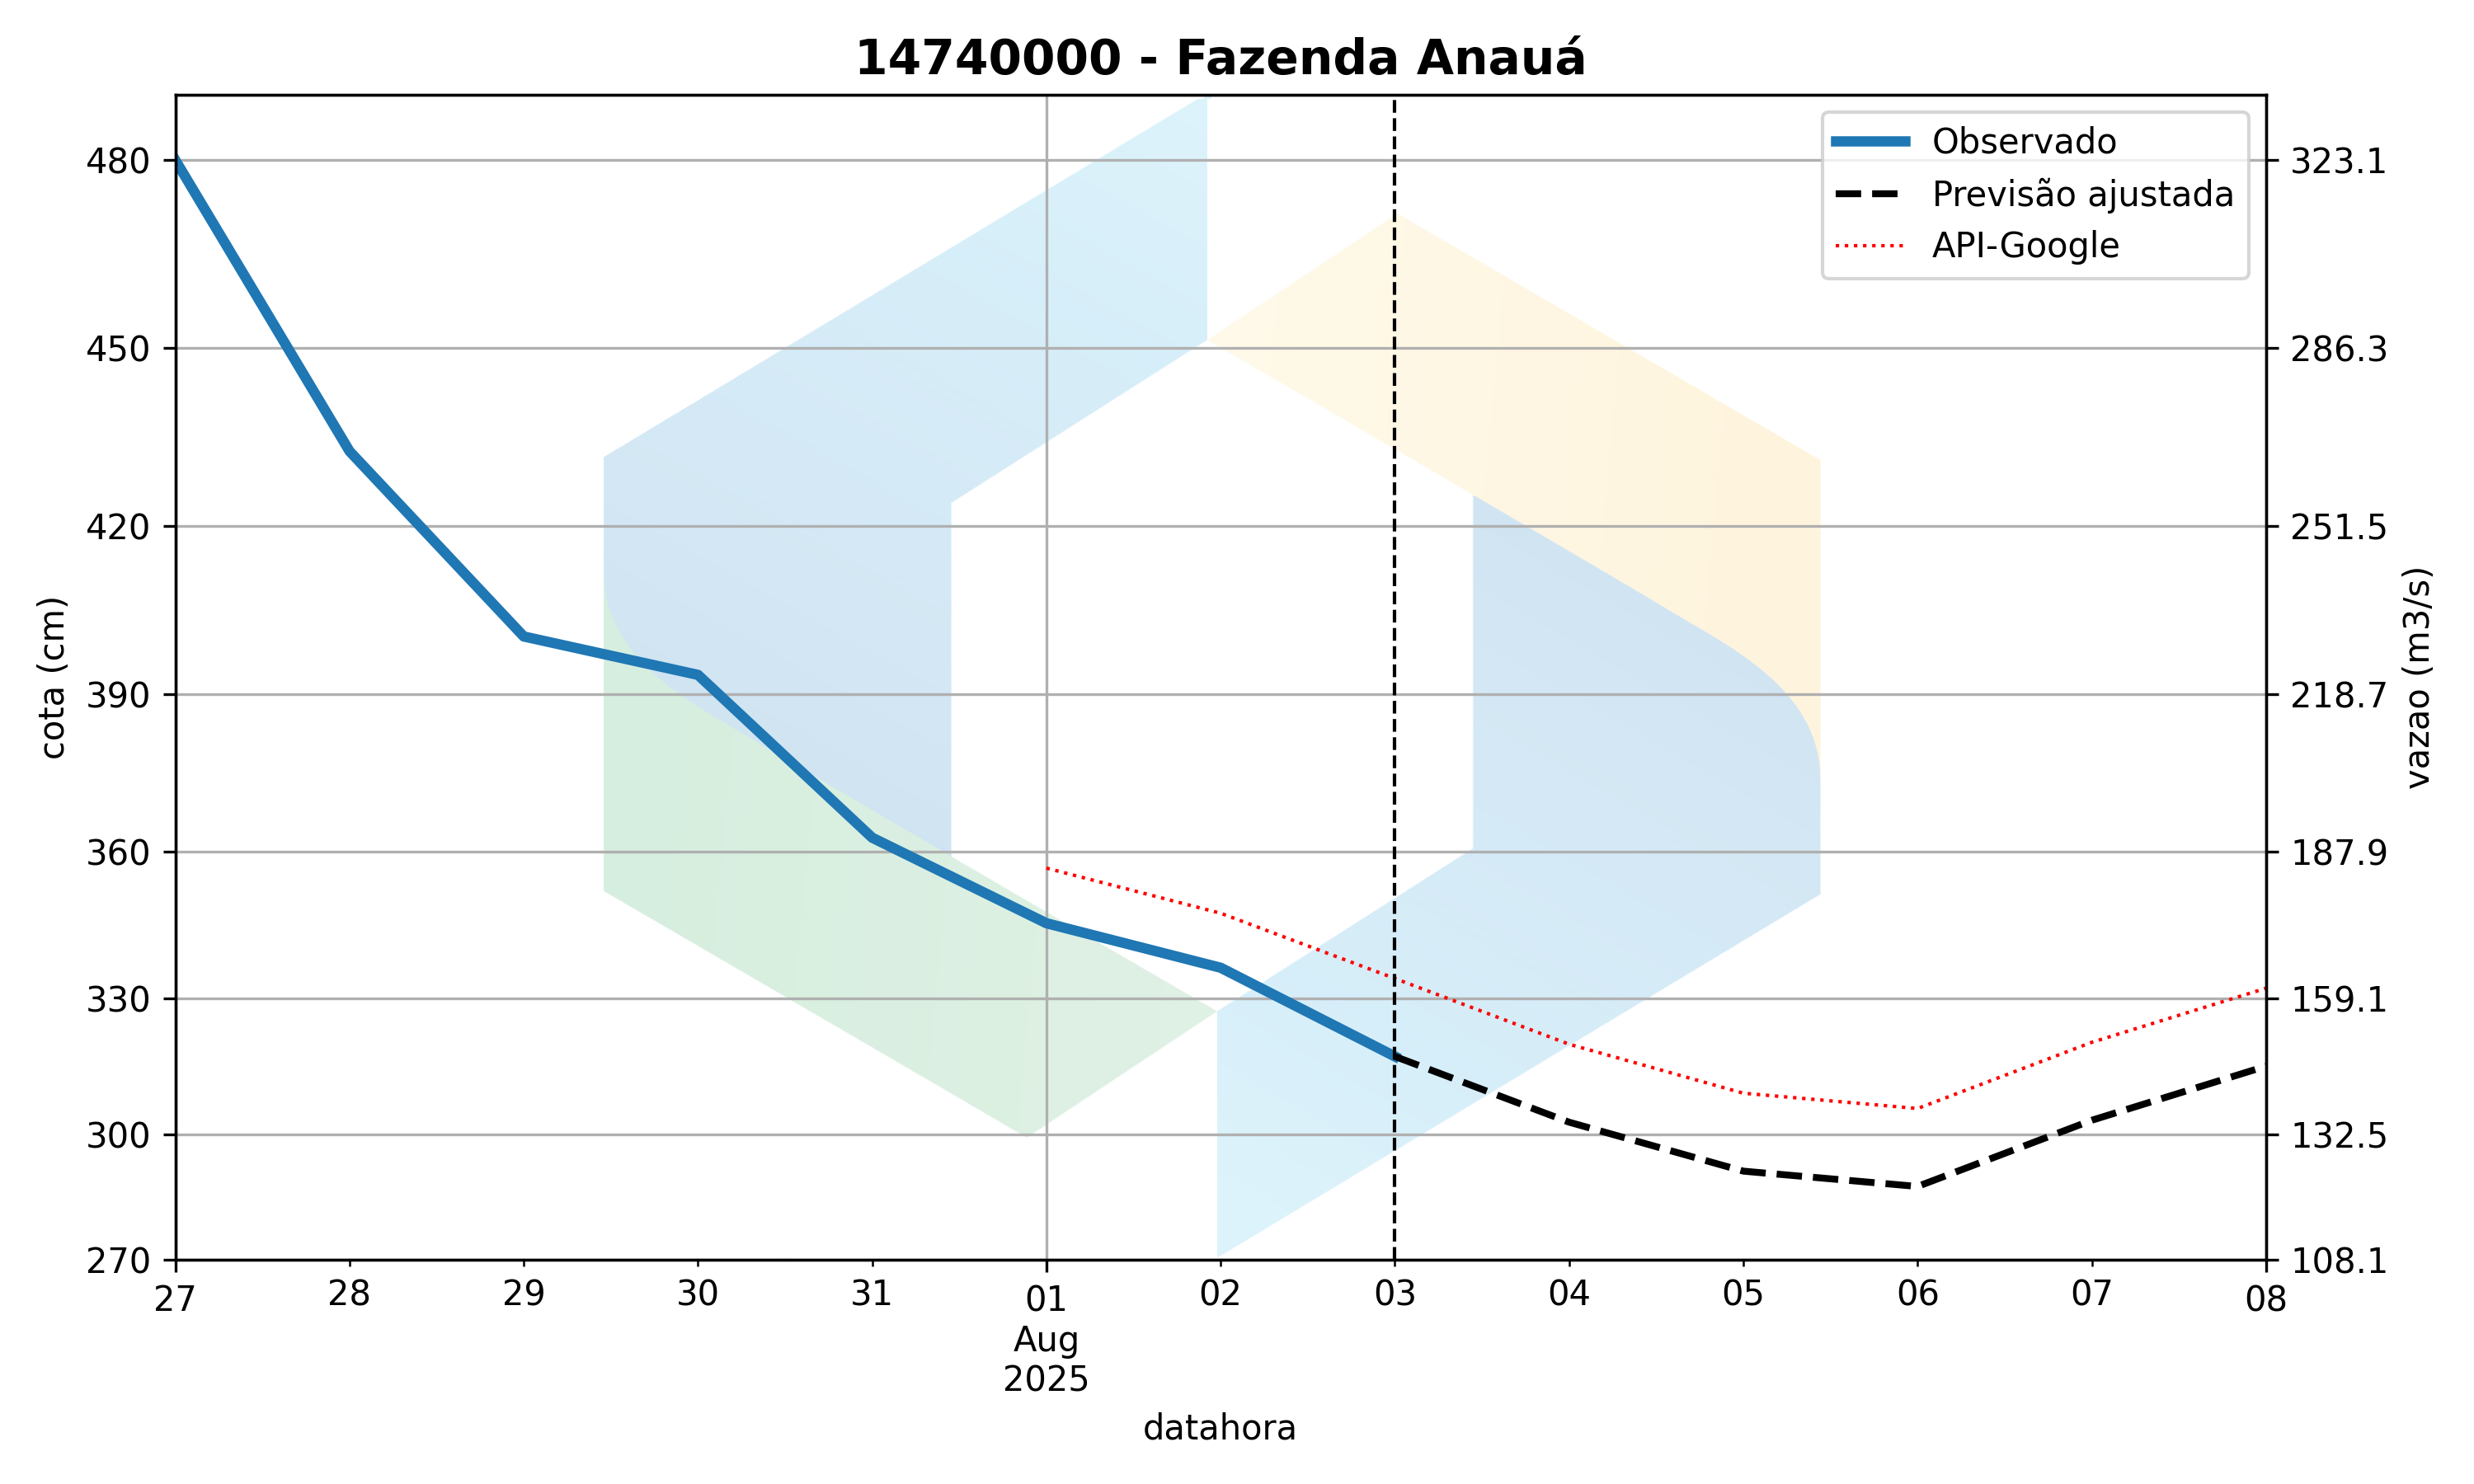 14740000 - Fazenda Anauá
Observado
Previsão ajustada
API-Google
cota (cm)
480
450
420
390
360
330
300
270
323.1
286.3
251.5
218.7
187.9
159.1
132.5
108.1
vazao (m3/s)
27 28 29 30 31 01 02 03 04 05 06 07 08
Aug
2025
datahora